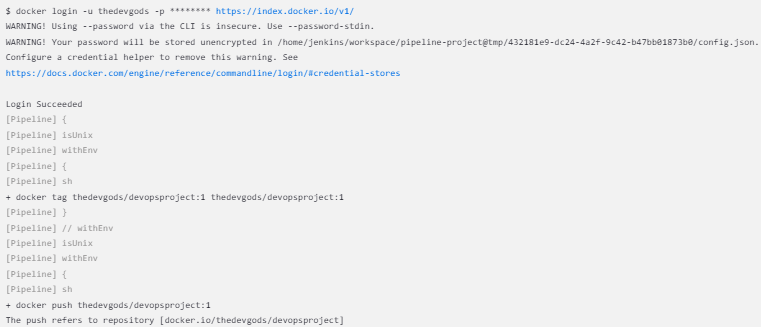 $ docker login -u thedevgods -p ******** https://index.docker.io/v1/
WARNING! Using --password via the CLI is insecure. Use --password-stdin.
WARNING! Your password will be stored unencrypted in /home/jenkins/workspace/pipeline-project@tmp/432181e9-dc24-4a2f-9c42-b47bb01873b0/config.json.
Configure a credential helper to remove this warning. See
https://docs.docker.com/engine/reference/commandline/login/#credential-stores
Login Succeeded
[Pipeline] {
[Pipeline] isUnix
[Pipeline] withEnv
[Pipeline] {
[Pipeline] sh
+ docker tag thedevgods/devopsproject:1 thedevgods/devopsproject:1
[Pipeline] }
[Pipeline] // withEnv
[Pipeline] isUnix
[Pipeline] withEnv
[Pipeline] {
[Pipeline] sh
+ docker push thedevgods/devopsproject:1
The push refers to repository [docker.io/thedevgods/devopsproject]